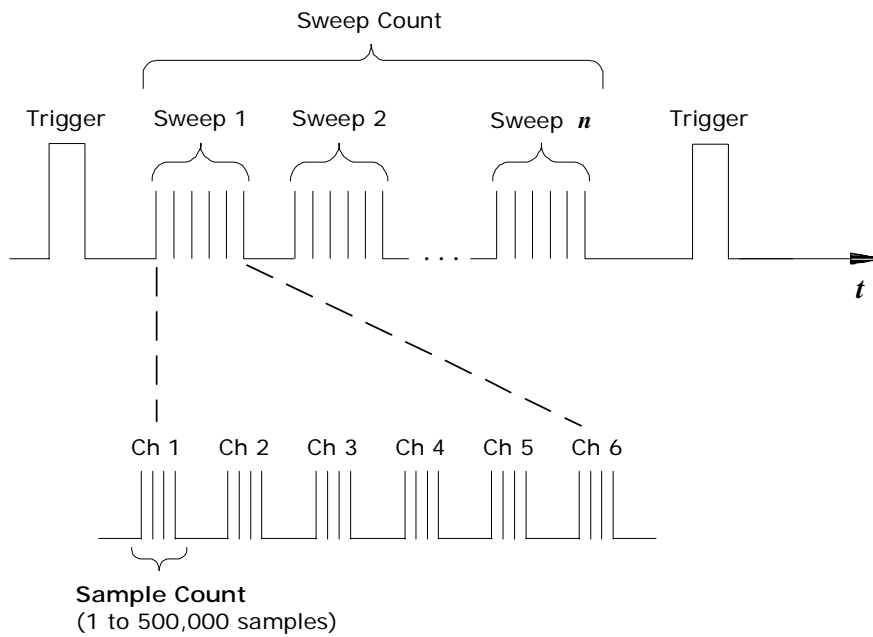 Sweep Count
Trigger Sweep 1 Sweep 2 Sweep n Trigger
. . .
t
Ch 1 Ch 2 Ch 3 Ch 4 Ch 5 Ch 6
Sample Count
(1 to 500,000 samples)